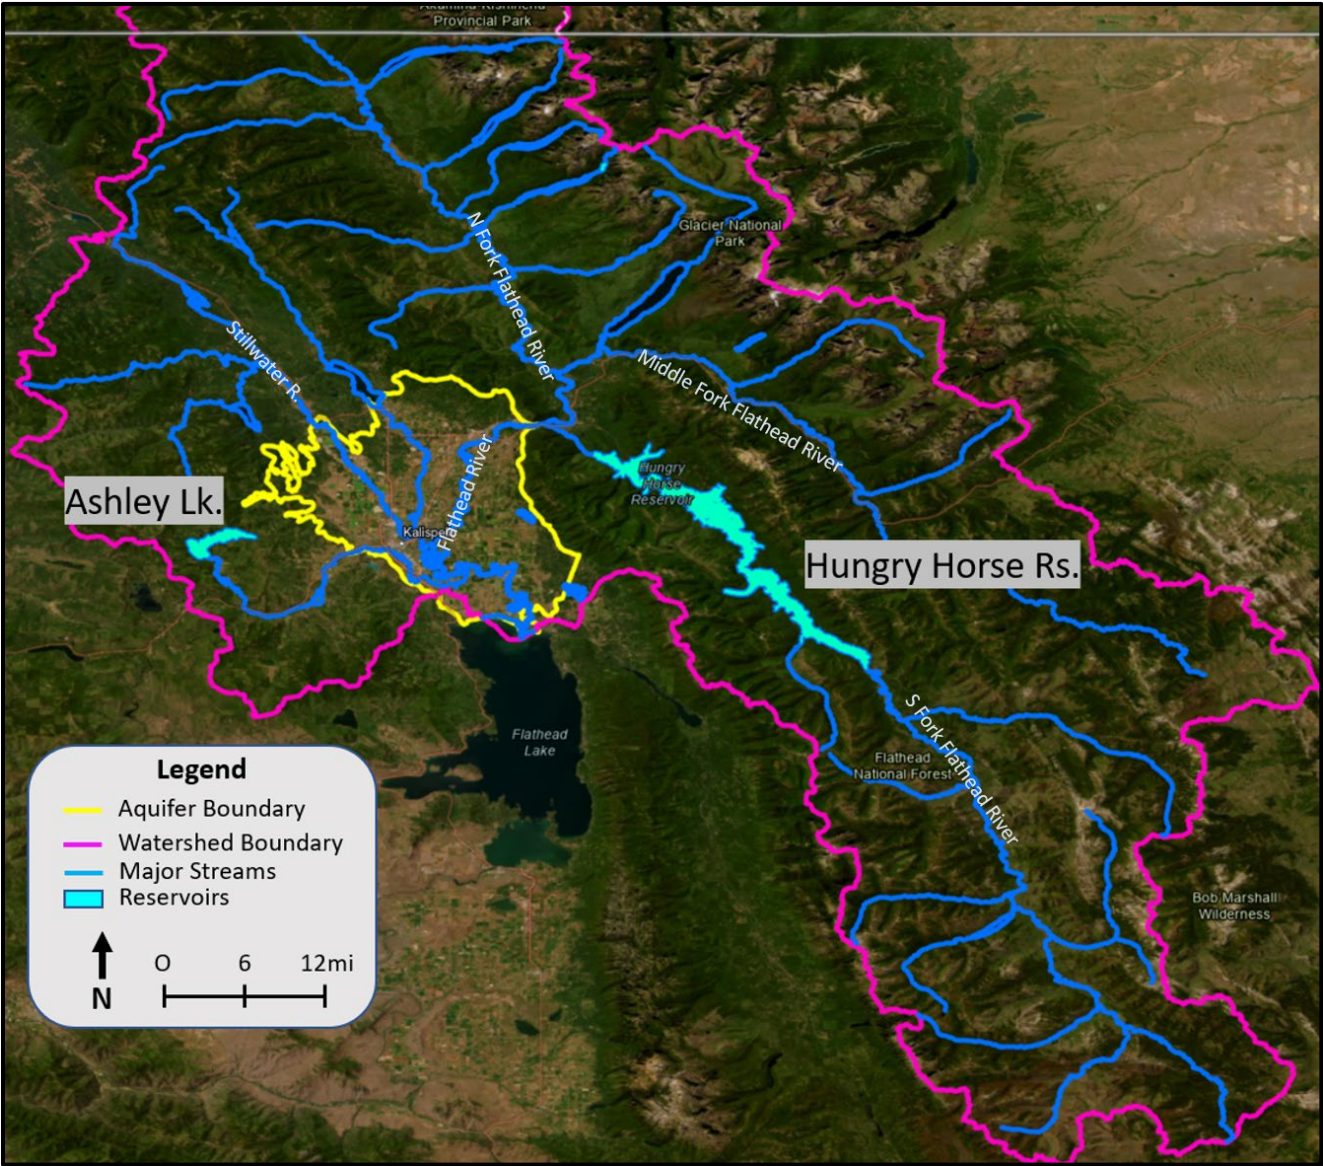 Akamina-Kishinena
Provincial Park
Glacier National
Park
N Fork Flathead River
Stillwater R.
Middle Fork Flathead River
Flathead River
Hungry
Horse
Reservoir
Ashley Lk.
Kalispell
Hungry Horse Rs.
S Fork Flathead River
Flathead
Lake
Flathead
National Forest
Bob Marshall
Wilderness
Legend
Aquifer Boundary
Watershed Boundary
Major Streams
Reservoirs
O 6 12mi
N